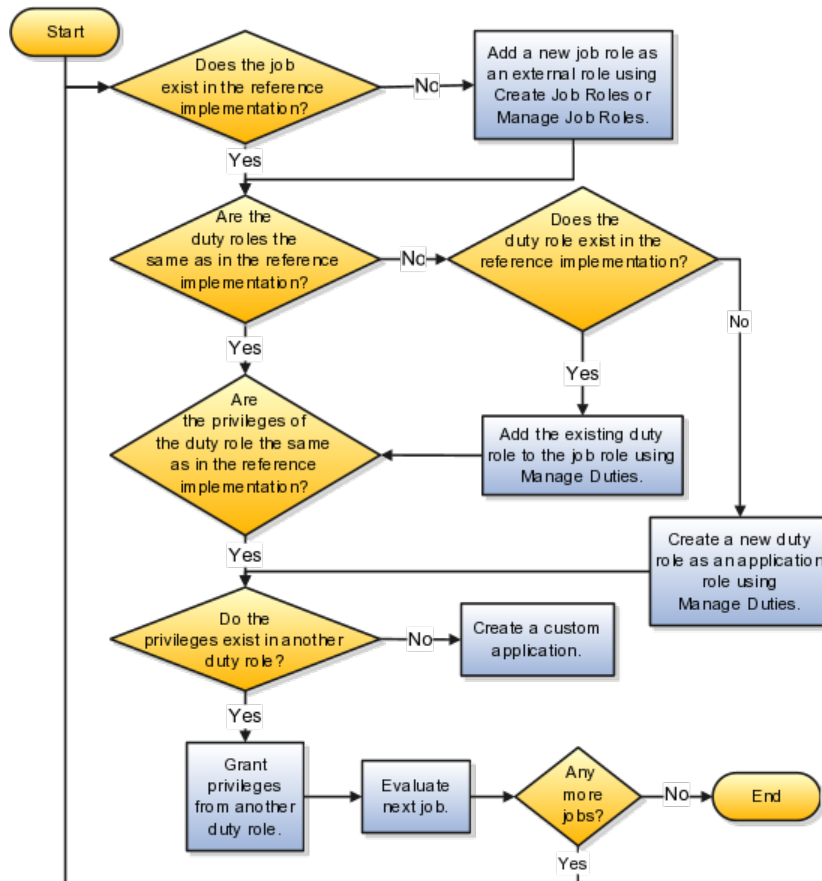 Start
Does the job
exist in the reference
implementation?
No
Add a new job role as
an external role using
Create Job Roles or
Manage Job Roles.
Yes
Are the
duty roles the
same as in the reference
implementation?
No
Does the
duty role exist in the
reference implementation?
No
Yes
Yes
Are
the privileges of
the duty role the same
as in the reference
implementation?
Add the existing duty
role to the job role using
Manage Duties.
Yes
Create a new duty
role as an application
role using
Manage Duties.
Do the
privileges exist in another
duty role?
No
Create a custom
application.
Yes
Grant
privileges
from another
duty role.
Evaluate
next job.
Any
more
jobs?
No
End
Yes